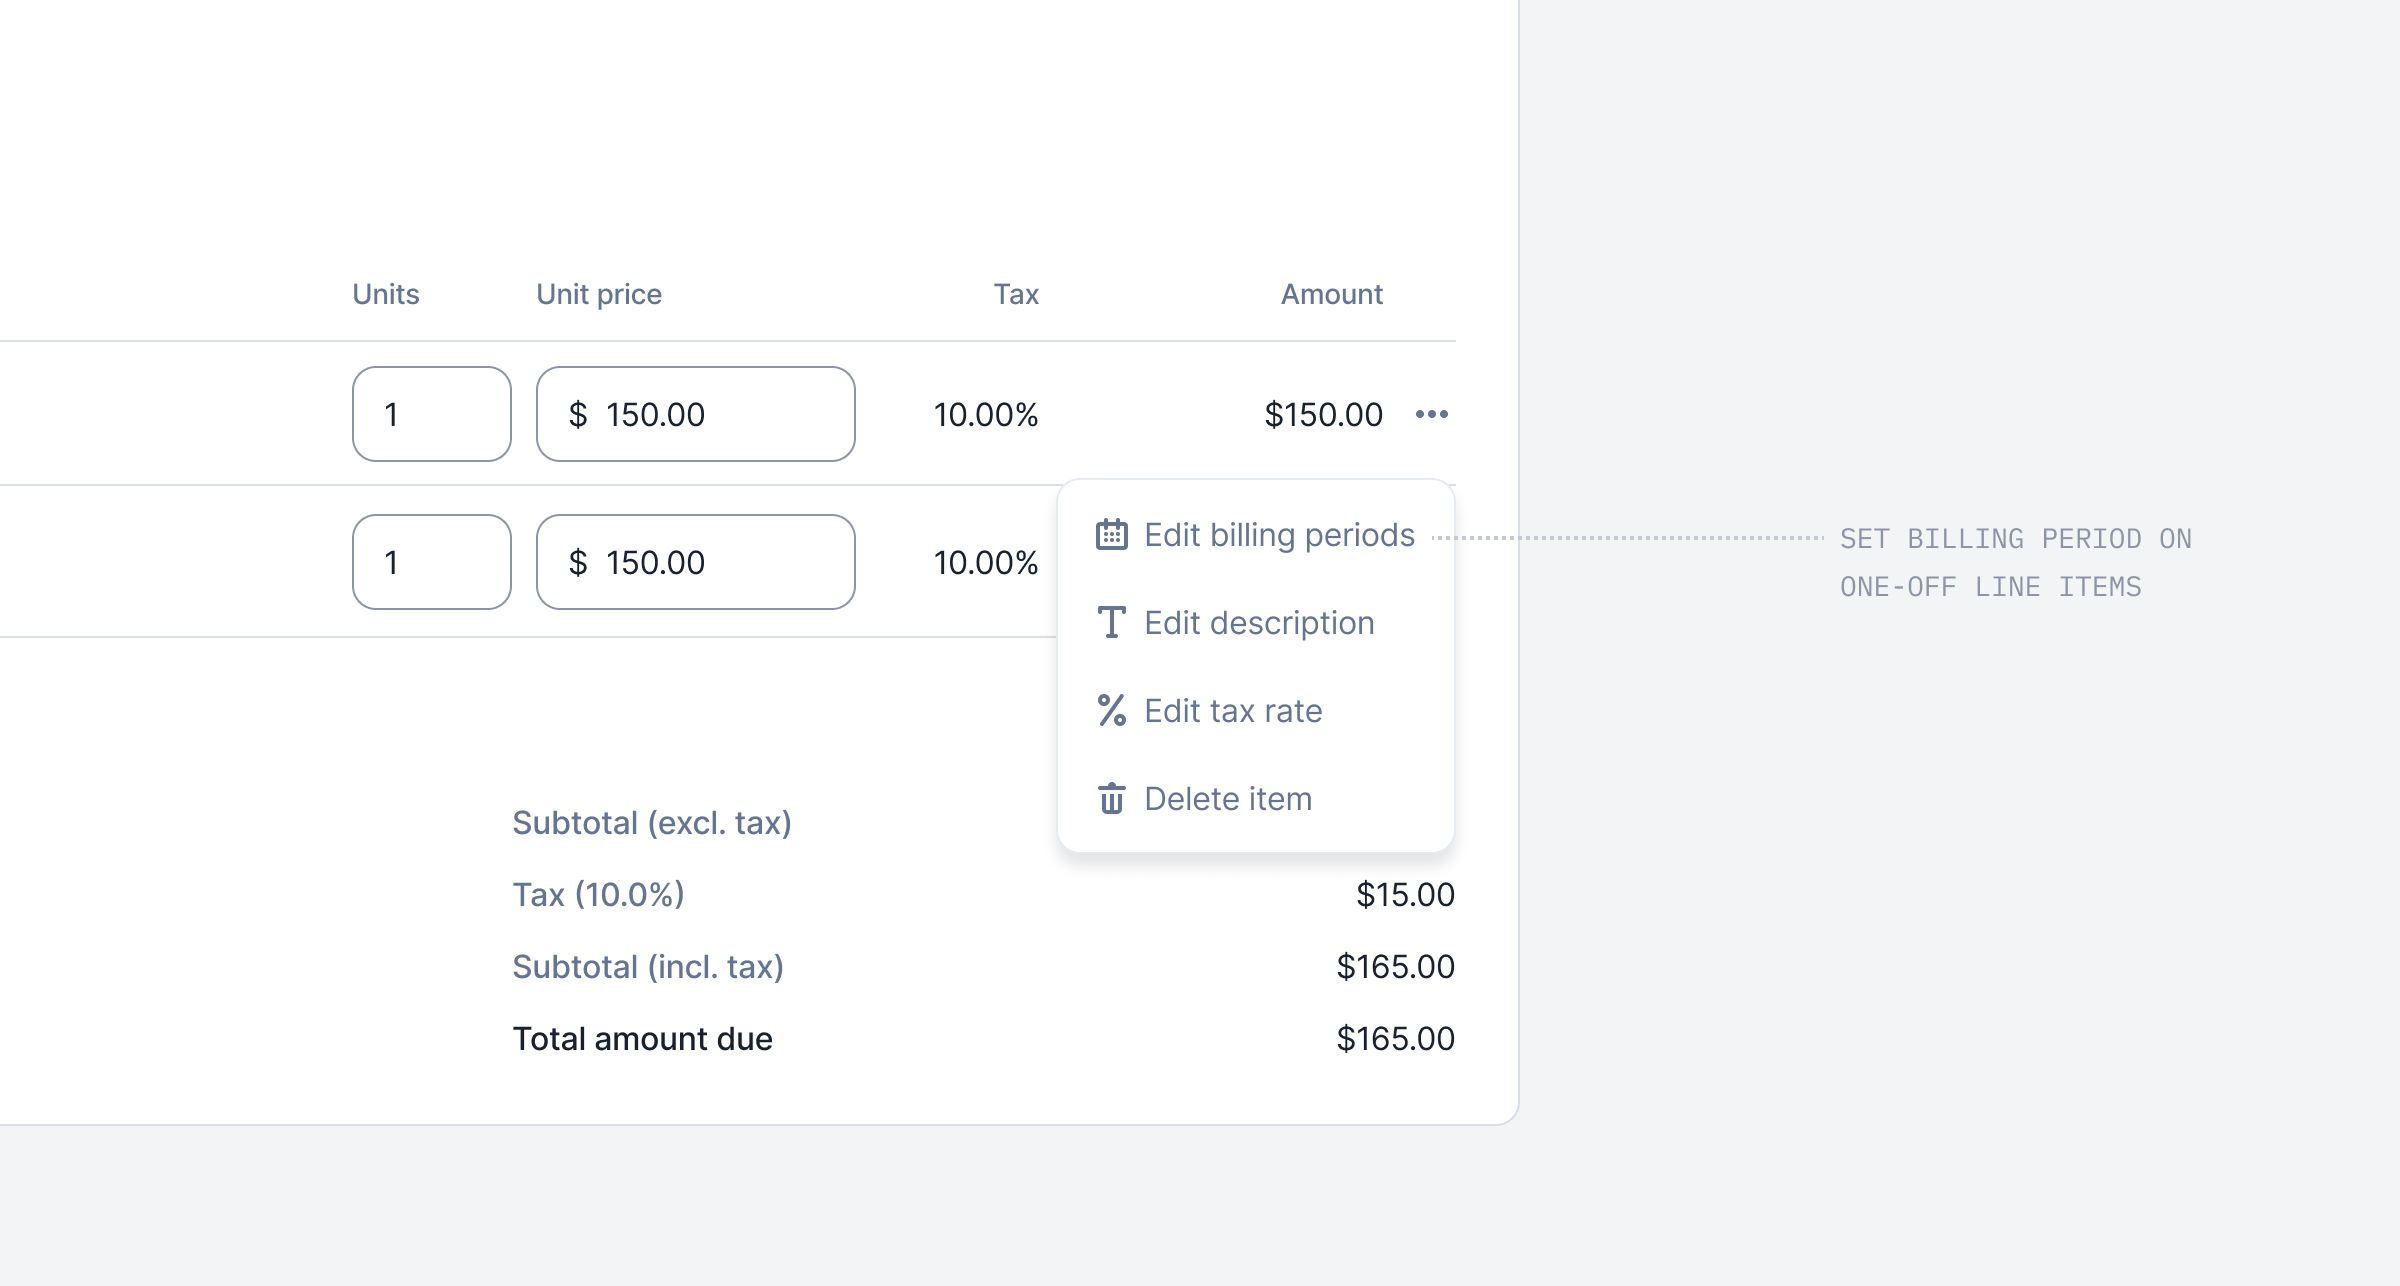 Units Unit price Tax Amount
1 $ 150.00 10.00% $150.00 •••
1 $ 150.00 10.00%
Edit billing periods
Edit description
Edit tax rate
Delete item
SET BILLING PERIOD ON
ONE-OFF LINE ITEMS
Subtotal (excl. tax)
Tax (10.0%) $15.00
Subtotal (incl. tax) $165.00
Total amount due $165.00